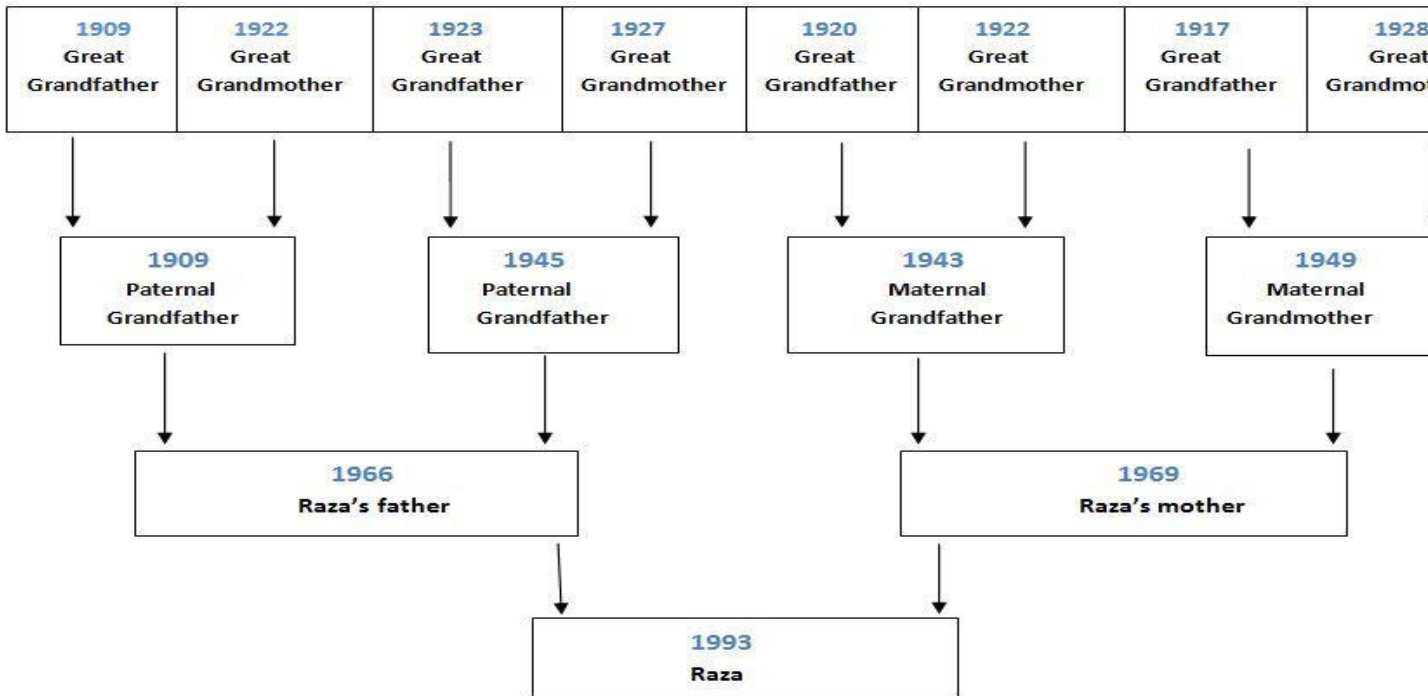 1909 1922 1923 1927 1920 1922 1917 1928
Great Great Great Great Great Great Great Great
Grandfather Grandmother Grandfather Grandmother Grandfather Grandmother Grandfather Grandmot
1909 1945 1943 1949
Paternal Paternal Maternal Maternal
Grandfather Grandfather Grandfather Grandmother
1966 1969
Raza’s father Raza’s mother
1993
Raza